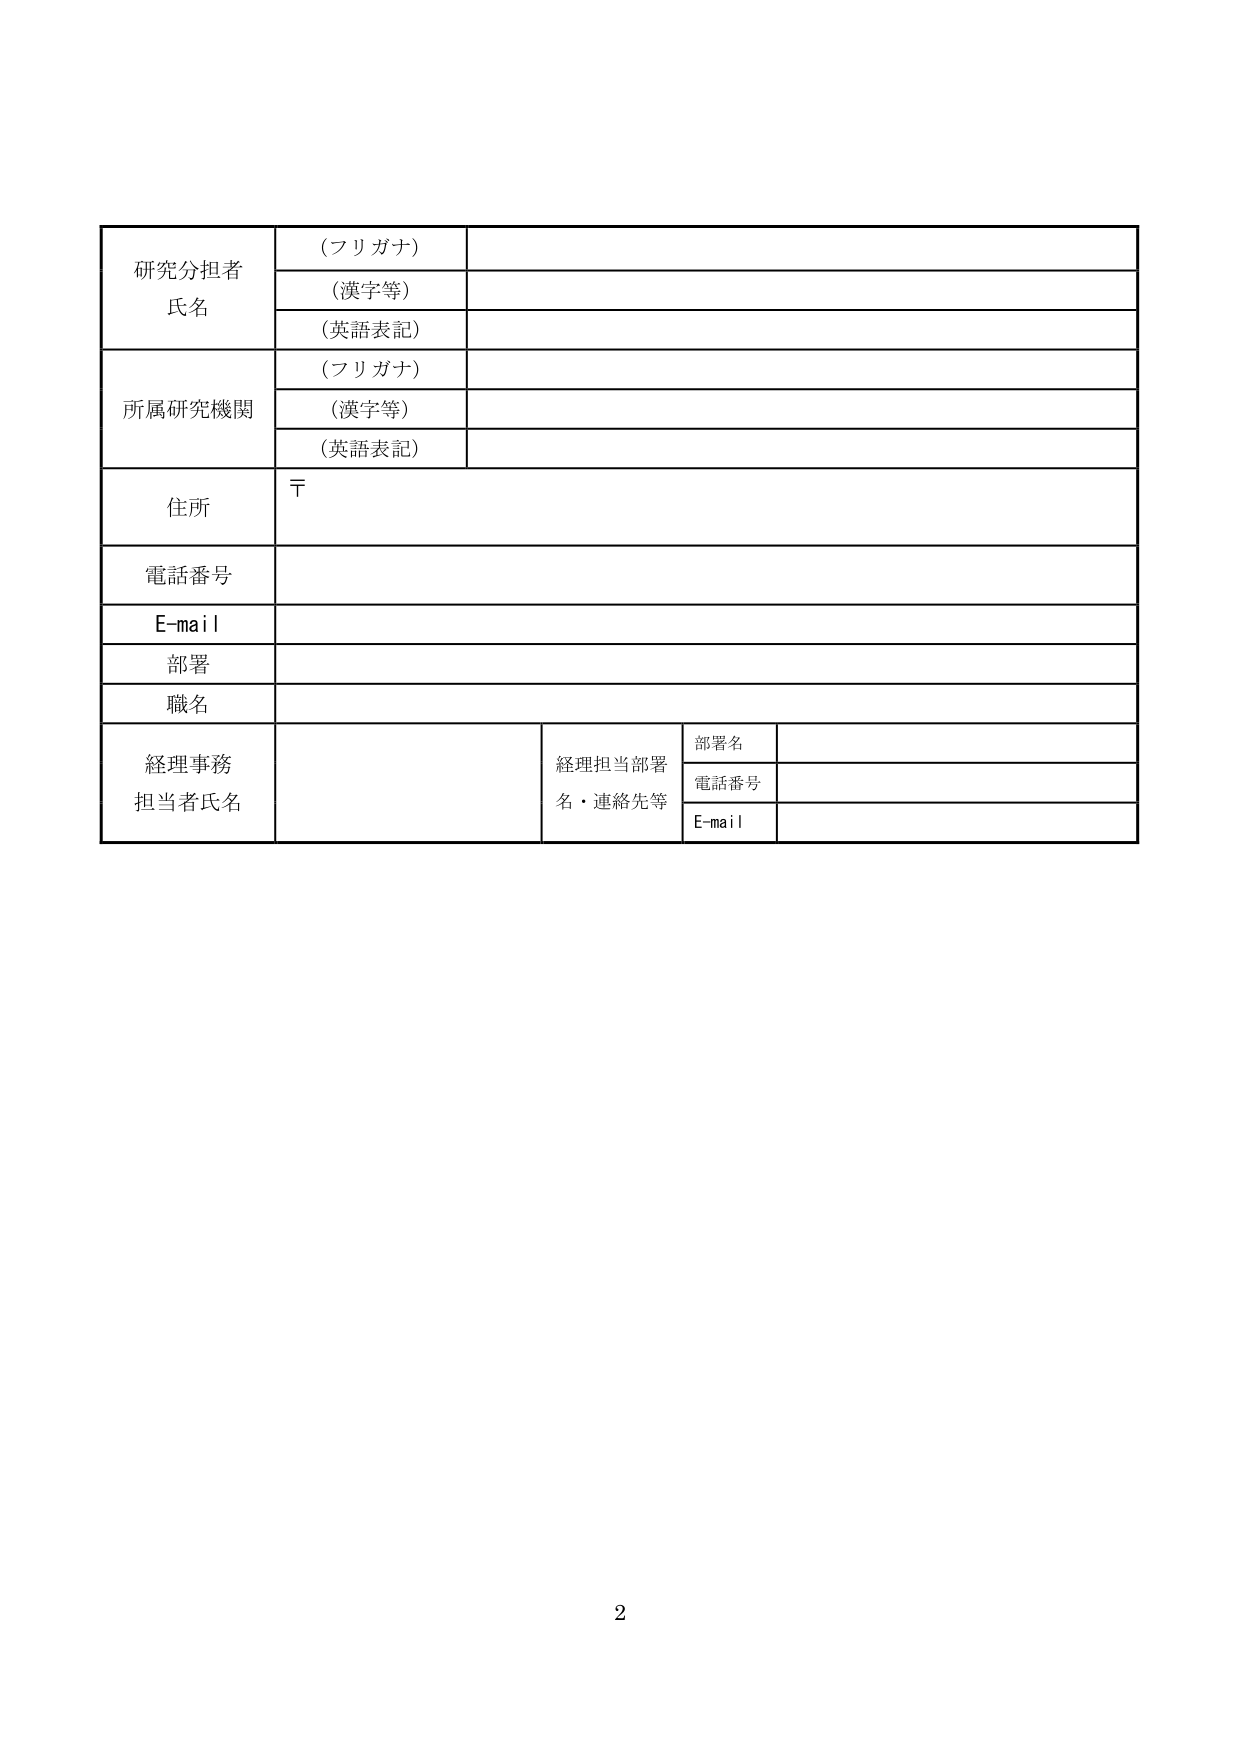 研究分担者
氏名
(フリガナ)
(漢字等)
(英語表記)
所属研究機関
(フリガナ)
(漢字等)
(英語表記)
住所
〒
電話番号
E-mail
部署
職名
経理事務
担当者氏名
経理担当部署
名・連絡先等
部署名
電話番号
E-mail
2